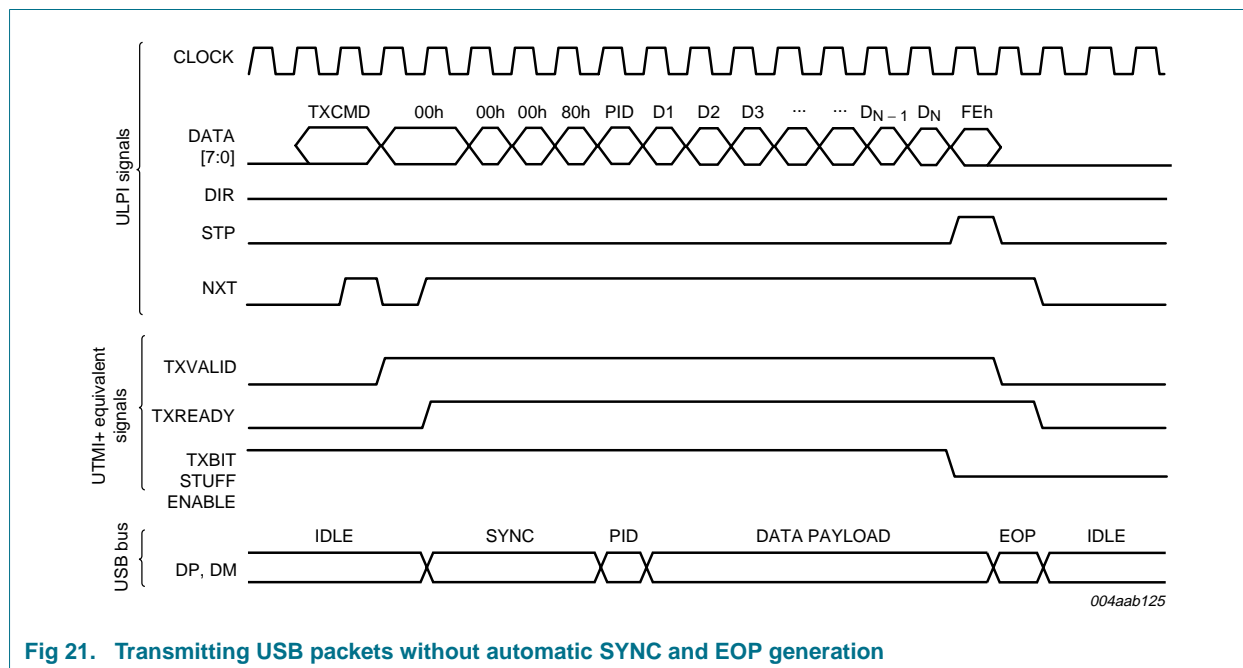 CLOCK
TXCMD 00h 00h 00h 80h PID D1 D2 D3 ... ... DN – 1 DN FEh
DATA
[7:0]
DIR
STP
NXT
ULPI signals
TXVALID
TXREADY
TXBIT
STUFF
ENABLE
UTMI+ equivalent
signals
IDLE SYNC PID DATA PAYLOAD EOP IDLE
DP, DM
USB bus
004aab125
Fig 21. Transmitting USB packets without automatic SYNC and EOP generation